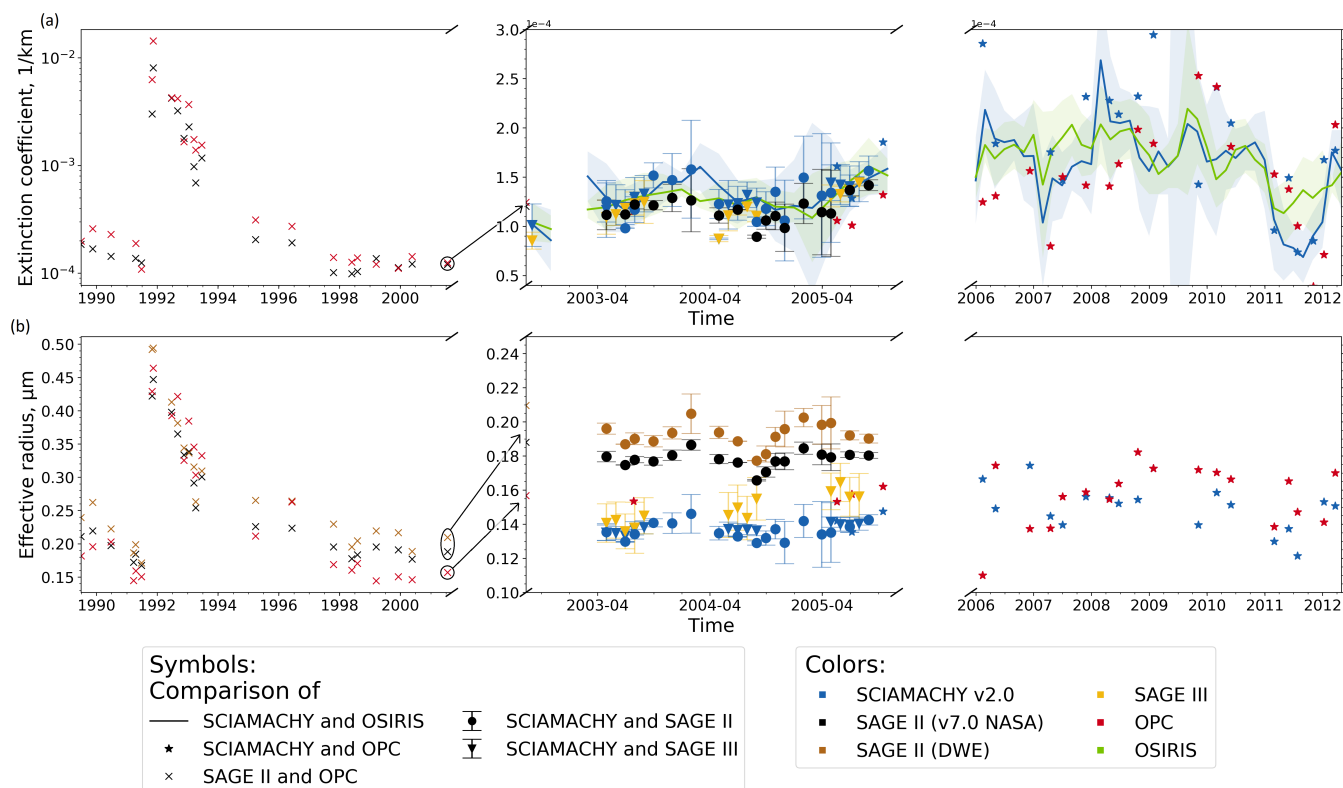 (a)
Extinction coefficient, 1/km
10⁻²
10⁻³
10⁻⁴
1990 1992 1994 1996 1998 2000
1e−4
3.0
2.5
2.0
1.5
1.0
0.5
2003-04 2004-04 2005-04
Time
1e−4
2006 2007 2008 2009 2010 2011 2012
(b)
Effective radius, μm
0.50
0.45
0.40
0.35
0.30
0.25
0.20
0.15
1990 1992 1994 1996 1998 2000
0.24
0.22
0.20
0.18
0.16
0.14
0.12
0.10
2003-04 2004-04 2005-04
Time
2006 2007 2008 2009 2010 2011 2012
Symbols:
Comparison of
SCIAMACHY and OSIRIS
SCIAMACHY and OPC
SAGE II and OPC
SCIAMACHY and SAGE II
SCIAMACHY and SAGE III
Colors:
SCIAMACHY v2.0
SAGE II (v7.0 NASA)
SAGE II (DWE)
SAGE III
OPC
OSIRIS